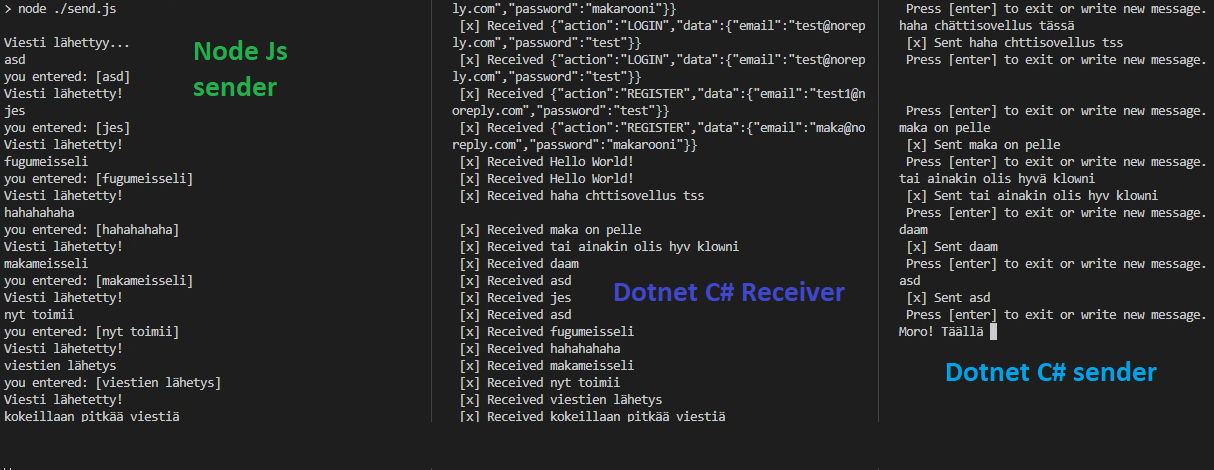 > node ./send.js
Viesti lähettyy...
asd
you entered: [asd]
Viesti lähetetty!
jes
you entered: [jes]
Viesti lähetetty!
fugumeisseli
you entered: [fugumeisseli]
Viesti lähetetty!
hahahahaha
you entered: [hahahahaha]
Viesti lähetetty!
makameisseli
you entered: [makameisseli]
Viesti lähetetty!
nyt toimii
you entered: [nyt toimii]
Viesti lähetetty!
viestien lähetys
you entered: [viestien lähetys]
Viesti lähetetty!
kokeillaan pitkää viestiä
Node Js
sender
ply.com","password":"makarooni"}}
[x] Received {"action":"LOGIN","data":{"email":"test@norep
ly.com","password":"test"}}
[x] Received {"action":"LOGIN","data":{"email":"test@norep
ly.com","password":"test"}}
[x] Received {"action":"REGISTER","data":{"email":"test1@n
oreply.com","password":"test"}}
[x] Received {"action":"REGISTER","data":{"email":"maka@no
reply.com","password":"makarooni"}}
[x] Received Hello World!
[x] Received Hello World!
[x] Received haha chttisovellus tss
[x] Received maka on pelle
[x] Received tai ainakin olis hyv klowni
[x] Received daam
[x] Received asd
[x] Received jes
[x] Received asd
[x] Received fugumeisseli
[x] Received hahahahaha
[x] Received makameisseli
[x] Received nyt toimii
[x] Received viestien lähetys
[x] Received kokeillaan pitkää viestiä
Dotnet C# Receiver
Press [enter] to exit or write new message.
haha chättisovellus tässä
[x] Sent haha chttisovellus tss
Press [enter] to exit or write new message.
Press [enter] to exit or write new message.
maka on pelle
[x] Sent maka on pelle
Press [enter] to exit or write new message.
tai ainakin olis hyvä klowni
[x] Sent tai ainakin olis hyv klowni
Press [enter] to exit or write new message.
daam
[x] Sent daam
Press [enter] to exit or write new message.
asd
[x] Sent asd
Press [enter] to exit or write new message.
Moro! Täällä
Dotnet C# sender